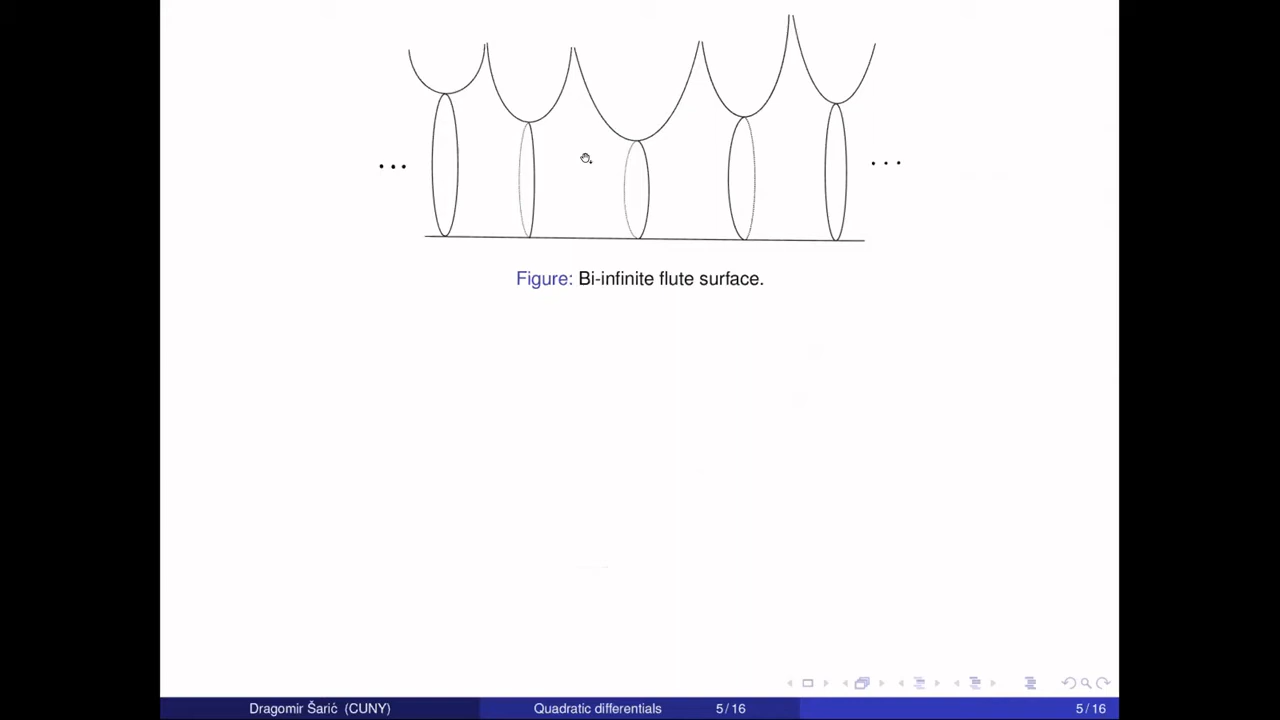 ... ...
Figure: Bi-infinite flute surface.
Dragomir Šarić (CUNY) Quadratic differentials 5 / 16 5 / 16